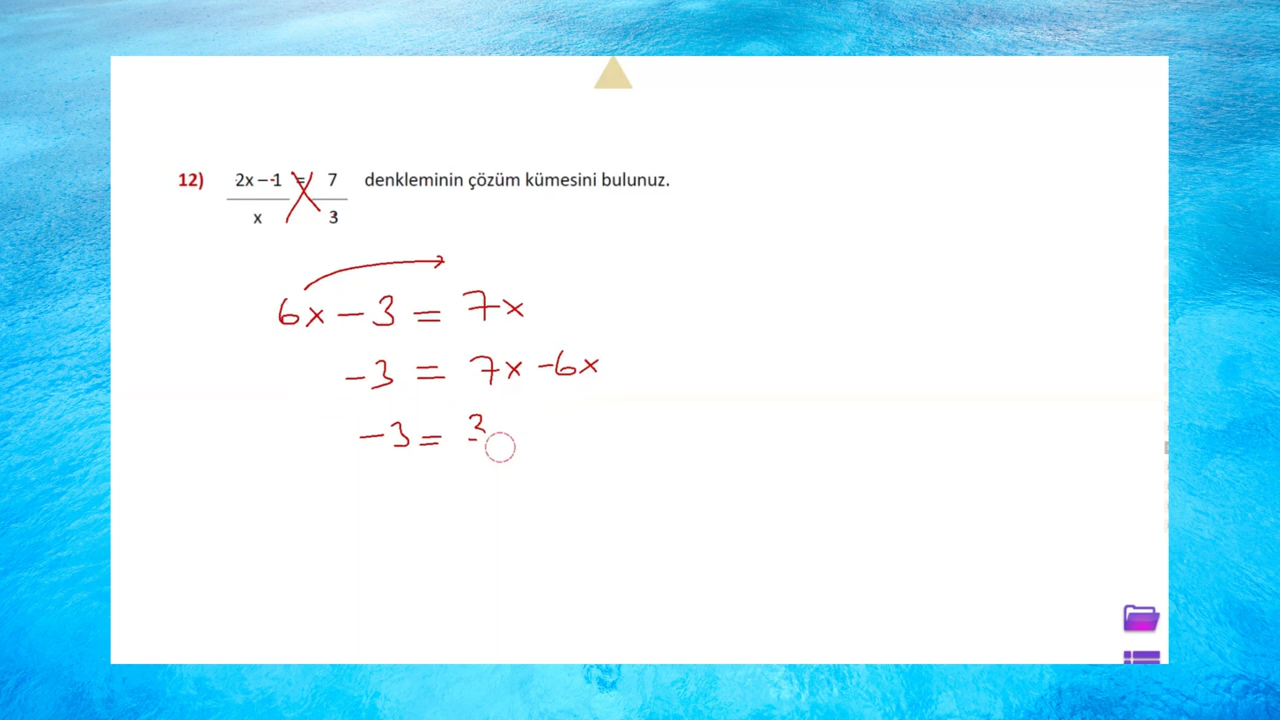 12) 2x – 1 = 7 denkleminin çözüm kümesini bulunuz.
x 3
6x – 3 = 7x
-3 = 7x -6x
-3 =